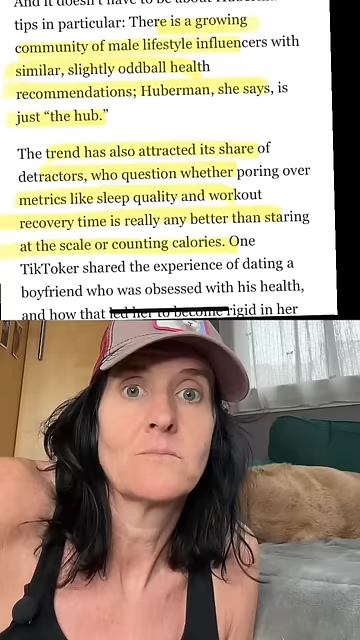 And it doesn't have to be about Huberman
tips in particular: There is a growing
community of male lifestyle influencers with
similar, slightly oddball health
recommendations; Huberman, she says, is
just “the hub.”
The trend has also attracted its share of
detractors, who question whether poring over
metrics like sleep quality and workout
recovery time is really any better than staring
at the scale or counting calories. One
TikToker shared the experience of dating a
boyfriend who was obsessed with his health,
and how that led her to become rigid in her